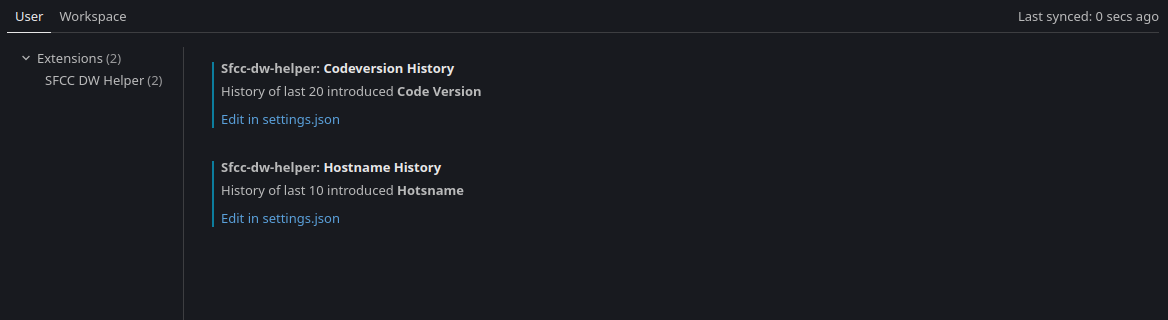 User Workspace Last synced: 0 secs ago
Extensions (2)
SFCC DW Helper (2)
Sfcc-dw-helper: Codeversion History
History of last 20 introduced Code Version
Edit in settings.json
Sfcc-dw-helper: Hostname History
History of last 10 introduced Hotsname
Edit in settings.json